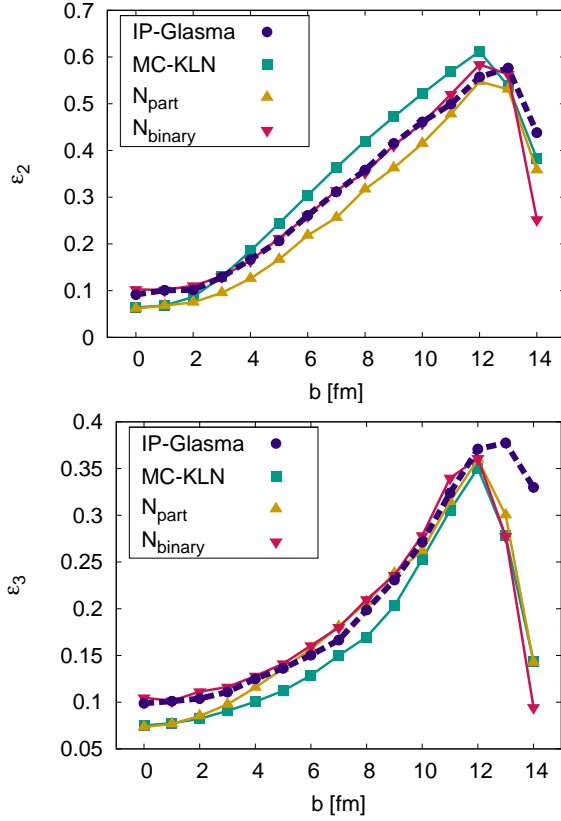 IP-Glasma
MC-KLN
N_part
N_binary
ε_2
0.7
0.6
0.5
0.4
0.3
0.2
0.1
0
0 2 4 6 8 10 12 14
b [fm]
IP-Glasma
MC-KLN
N_part
N_binary
ε_3
0.4
0.35
0.3
0.25
0.2
0.15
0.1
0.05
0 2 4 6 8 10 12 14
b [fm]